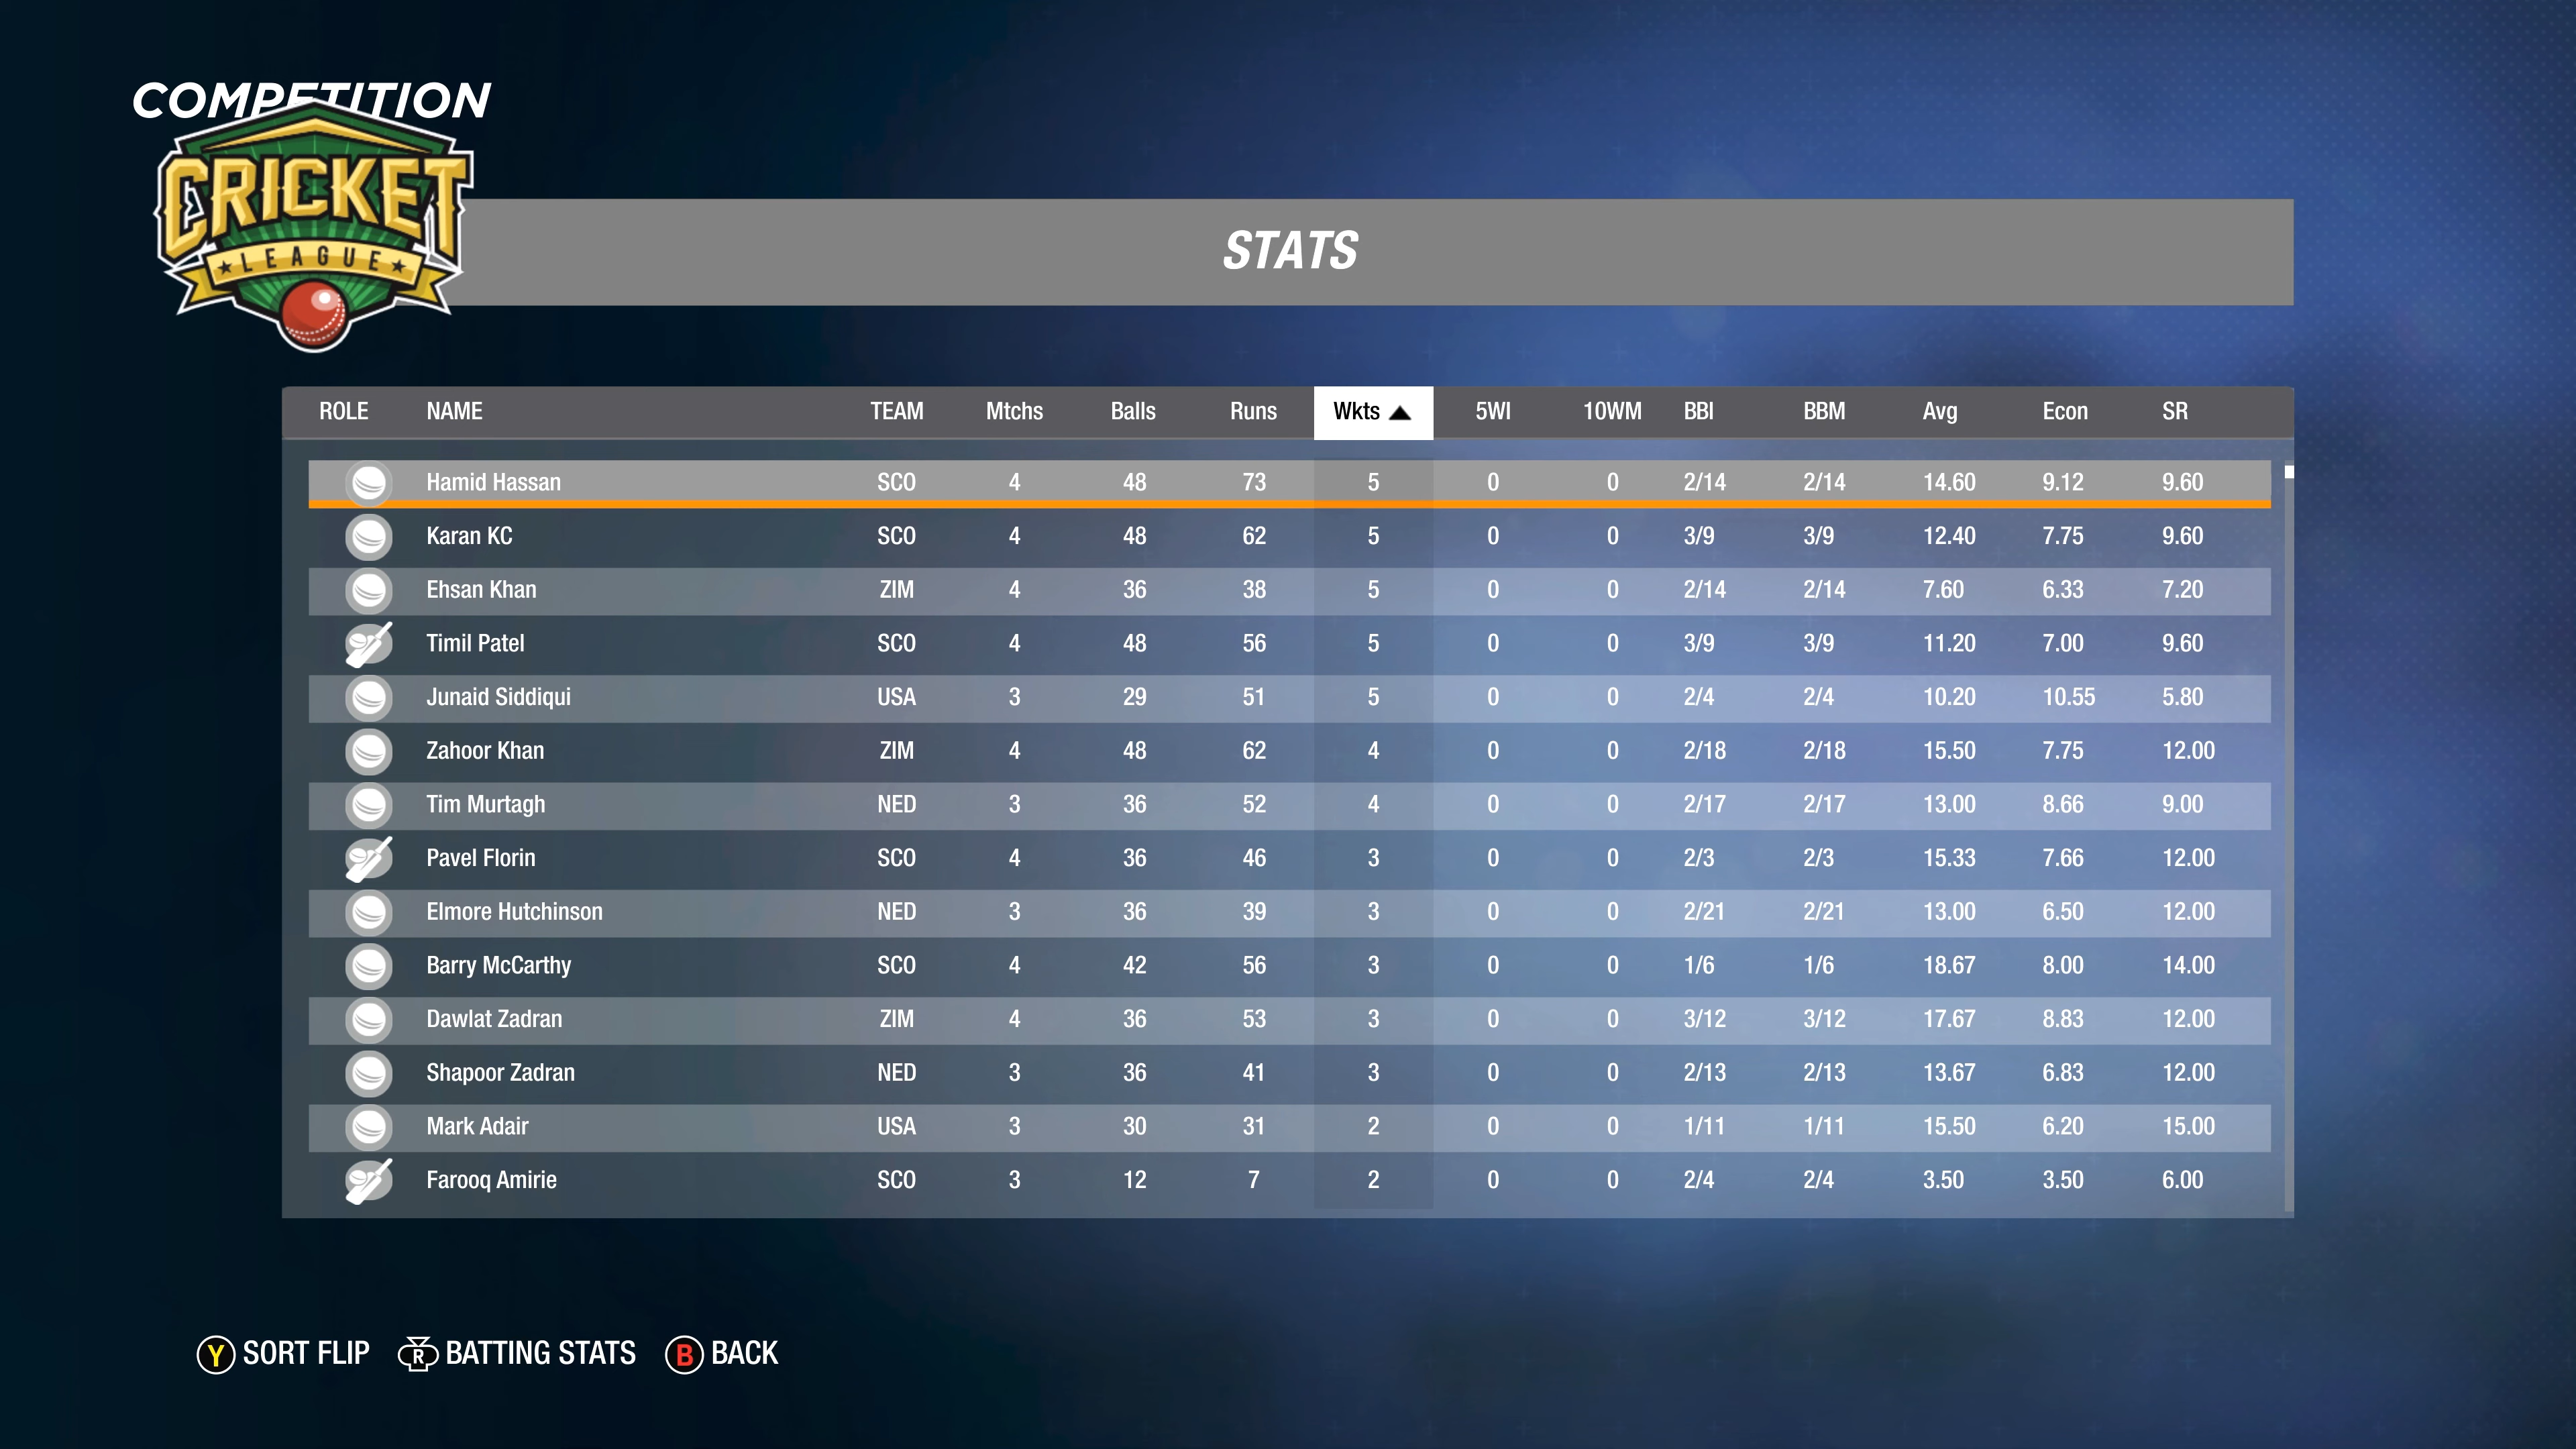 COMPETITION
CRICKET
LEAGUE
STATS
ROLE NAME TEAM Mtchs Balls Runs Wkts 5WI 10WM BBI BBM Avg Econ SR
Hamid Hassan SCO 4 48 73 5 0 0 2/14 2/14 14.60 9.12 9.60
Karan KC SCO 4 48 62 5 0 0 3/9 3/9 12.40 7.75 9.60
Ehsan Khan ZIM 4 36 38 5 0 0 2/14 2/14 7.60 6.33 7.20
Timil Patel SCO 4 48 56 5 0 0 3/9 3/9 11.20 7.00 9.60
Junaid Siddiqui USA 3 29 51 5 0 0 2/4 2/4 10.20 10.55 5.80
Zahoor Khan ZIM 4 48 62 4 0 0 2/18 2/18 15.50 7.75 12.00
Tim Murtagh NED 3 36 52 4 0 0 2/17 2/17 13.00 8.66 9.00
Pavel Florin SCO 4 36 46 3 0 0 2/3 2/3 15.33 7.66 12.00
Elmore Hutchinson NED 3 36 39 3 0 0 2/21 2/21 13.00 6.50 12.00
Barry McCarthy SCO 4 42 56 3 0 0 1/6 1/6 18.67 8.00 14.00
Dawlat Zadran ZIM 4 36 53 3 0 0 3/12 3/12 17.67 8.83 12.00
Shapoor Zadran NED 3 36 41 3 0 0 2/13 2/13 13.67 6.83 12.00
Mark Adair USA 3 30 31 2 0 0 1/11 1/11 15.50 6.20 15.00
Farooq Amirie SCO 3 12 7 2 0 0 2/4 2/4 3.50 3.50 6.00
Y SORT FLIP R BATTING STATS B BACK